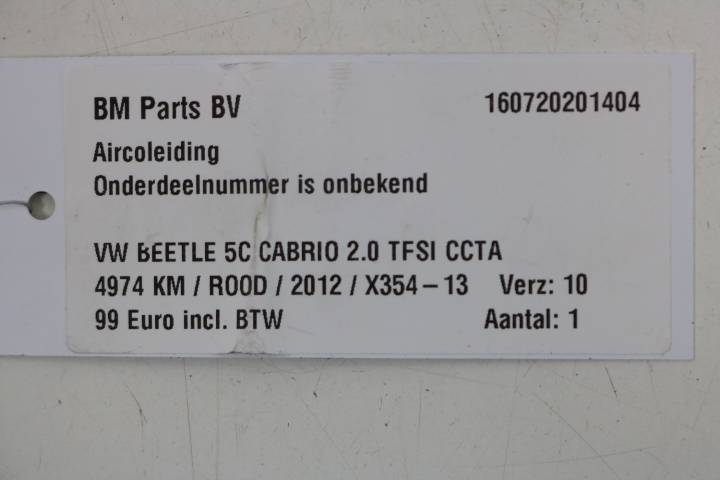 BM Parts BV 160720201404
Aircoleiding
Onderdeelnummer is onbekend
VW BEETLE 5C CABRIO 2.0 TFSI CCTA
4974 KM / ROOD / 2012 / X354-13 Verz: 10
99 Euro incl. BTW Aantal: 1